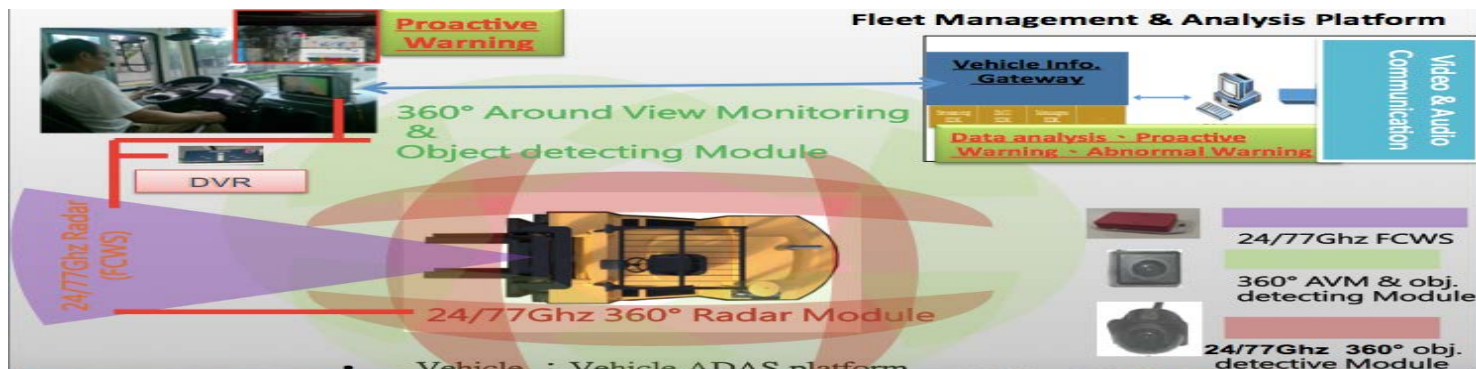 Proactive
Warning
Fleet Management & Analysis Platform
Vehicle Info.
Gateway
Video & Audio
Communication
Data analysis、Proactive
Warning、Abnormal Warning
360° Around View Monitoring
&
Object detecting Module
DVR
24/77Ghz Radar
(FCWS)
24/77Ghz 360° Radar Module
24/77Ghz FCWS
360° AVM & obj.
detecting Module
24/77Ghz 360° obj.
detective Module
Vehicle：Vehicle ADAS platform